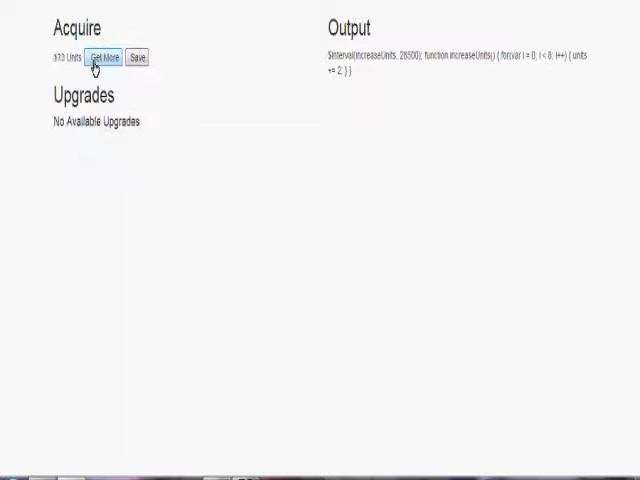 Acquire
Units Get More Save
Upgrades
No Available Upgrades
Output
$interval(increaseUnits, 28500); function increaseUnits() { for(var i = 0; i < 6; i++) { units
+= 2; } }